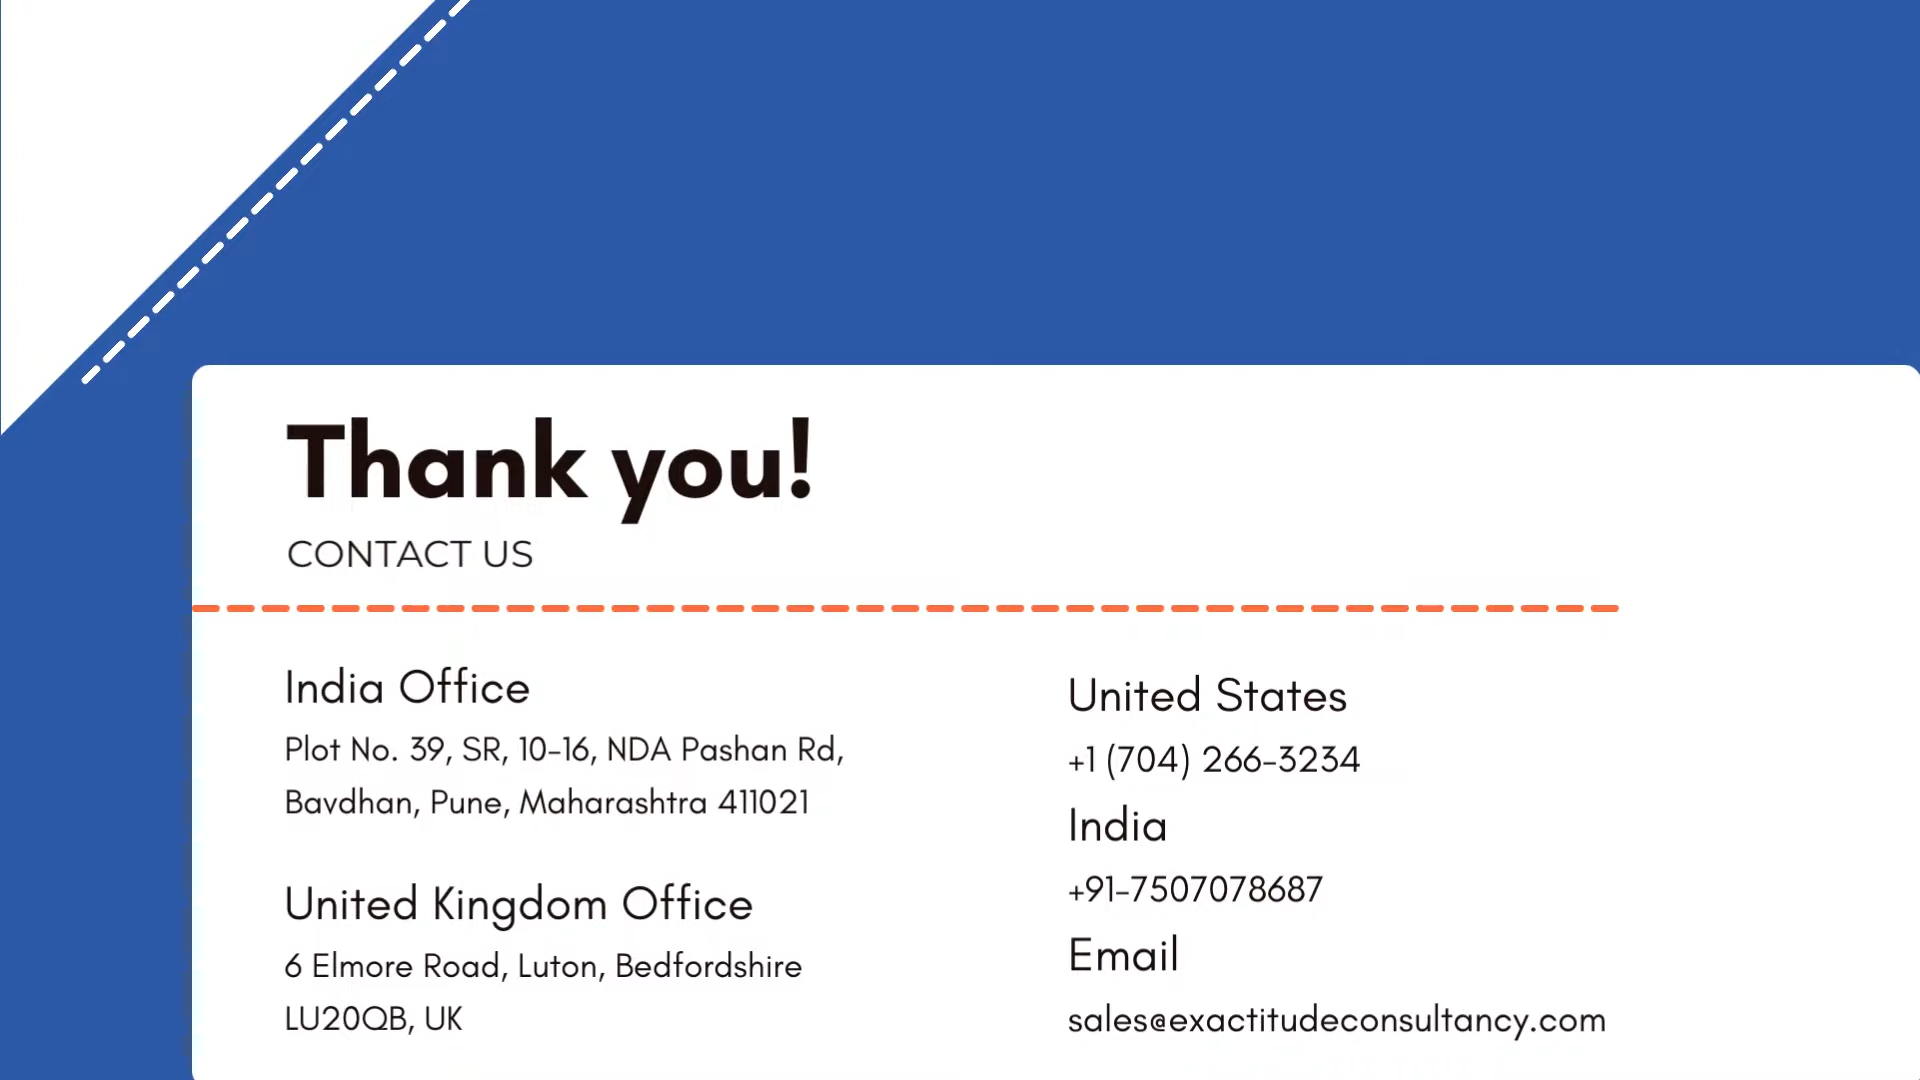 Thank you!
CONTACT US
India Office
Plot No. 39, SR, 10-16, NDA Pashan Rd,
Bavdhan, Pune, Maharashtra 411021
United Kingdom Office
6 Elmore Road, Luton, Bedfordshire
LU20QB, UK
United States
+1 (704) 266-3234
India
+91-7507078687
Email
sales@exactitudeconsultancy.com